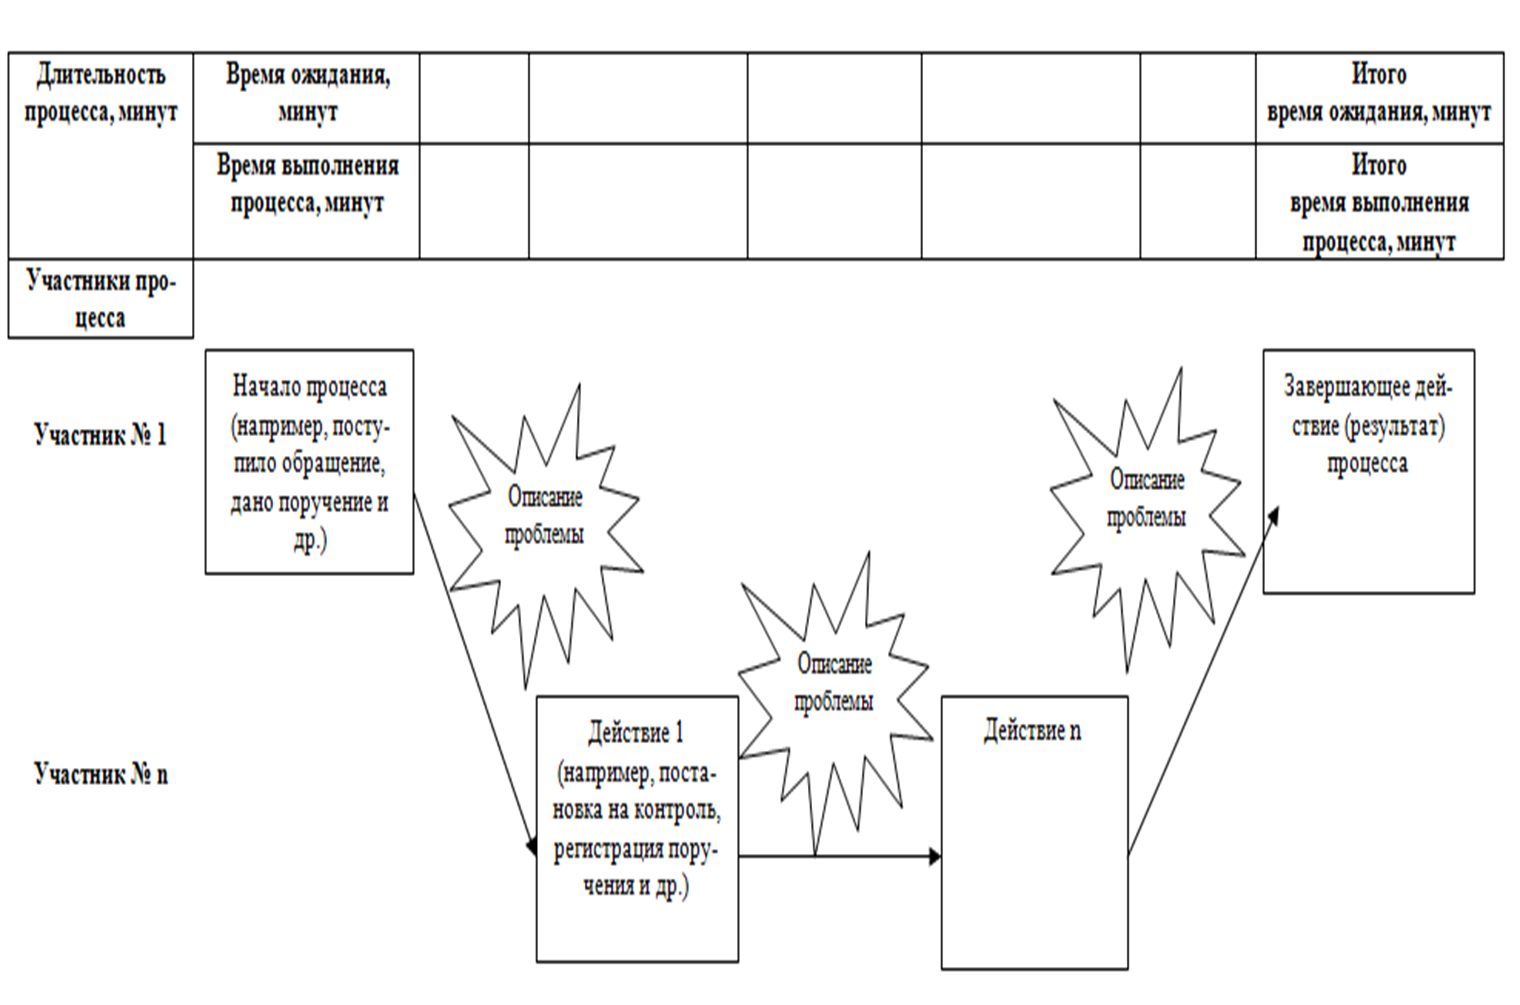 Длительность
процесса, минут
Время ожидания,
минут
Итого
время ожидания, минут
Время выполнения
процесса, минут
Итого
время выполнения
процесса, минут
Участники про-
цесса
Участник № 1
Начало процесса
(например, посту-
пило обращение,
дано поручение и
др.)
Описание
проблемы
Описание
проблемы
Завершающее дей-
ствие (результат)
процесса
Описание
проблемы
Участник № n
Действие 1
(например, поста-
новка на контроль,
регистрация пору-
чения и др.)
Действие n